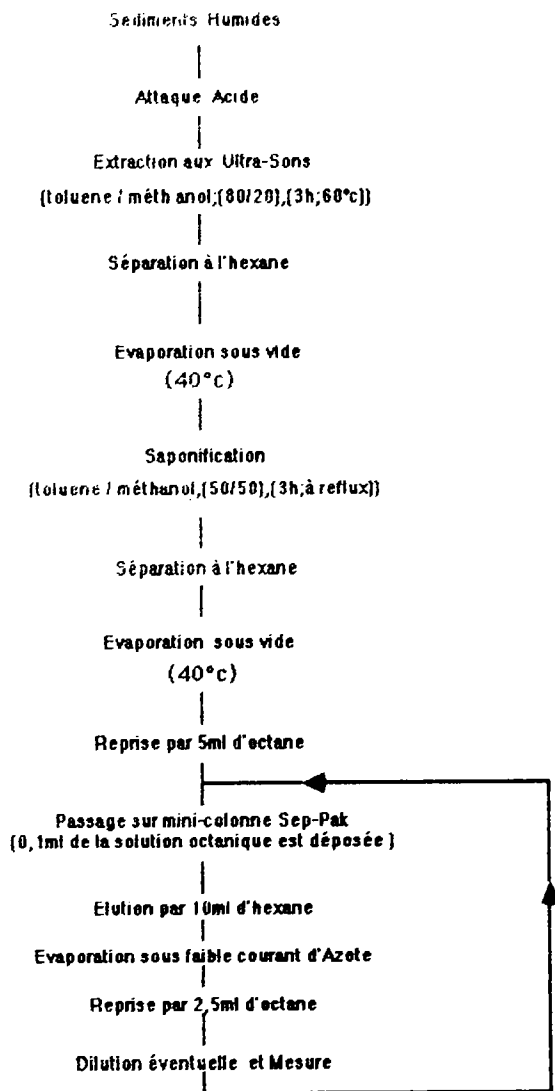 Sediments Humides
Attaque Acide
Extraction aux Ultra-Sons
(toluene / méthanol;(80/20),(3h;60°c))
Séparation à l'hexane
Evaporation sous vide
(40°c)
Saponification
(toluene / méthanol,(50/50),(3h;à reflux))
Séparation à l'hexane
Evaporation sous vide
(40°c)
Reprise par 5ml d'octane
Passage sur mini-colonne Sep-Pak
(0,1ml de la solution octanique est déposée )
Elution par 10ml d'hexane
Evaporation sous faible courant d'Azote
Reprise par 2,5ml d'octane
Dilution éventuelle et Mesure